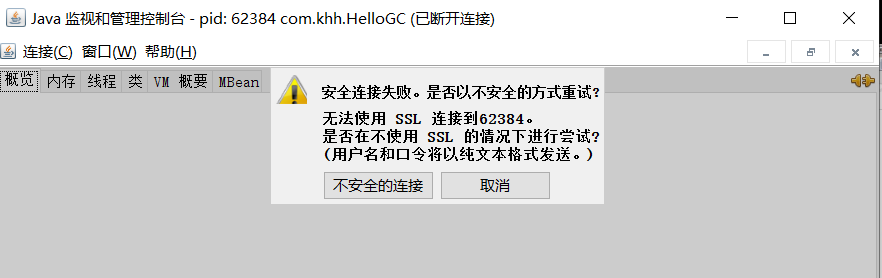 Java 监视和管理控制台 - pid: 62384 com.khh.HelloGC (已断开连接)
连接(C) 窗口(W) 帮助(H)
概览 内存 线程 类 VM 概要 MBean
安全连接失败。是否以不安全的方式重试?
无法使用 SSL 连接到62384。
是否在不使用 SSL 的情况下进行尝试?
(用户名和口令将以纯文本格式发送。)
不安全的连接 取消